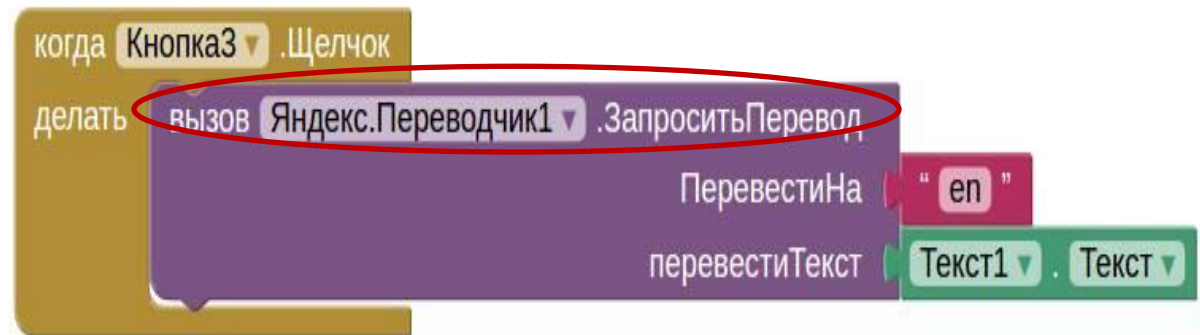 когда Кнопка3 .Щелчок
делать вызов Яндекс.Переводчик1 .ЗапроситьПеревод
ПеревестиНа “ en ”
перевестиТекст Текст1 . Текст